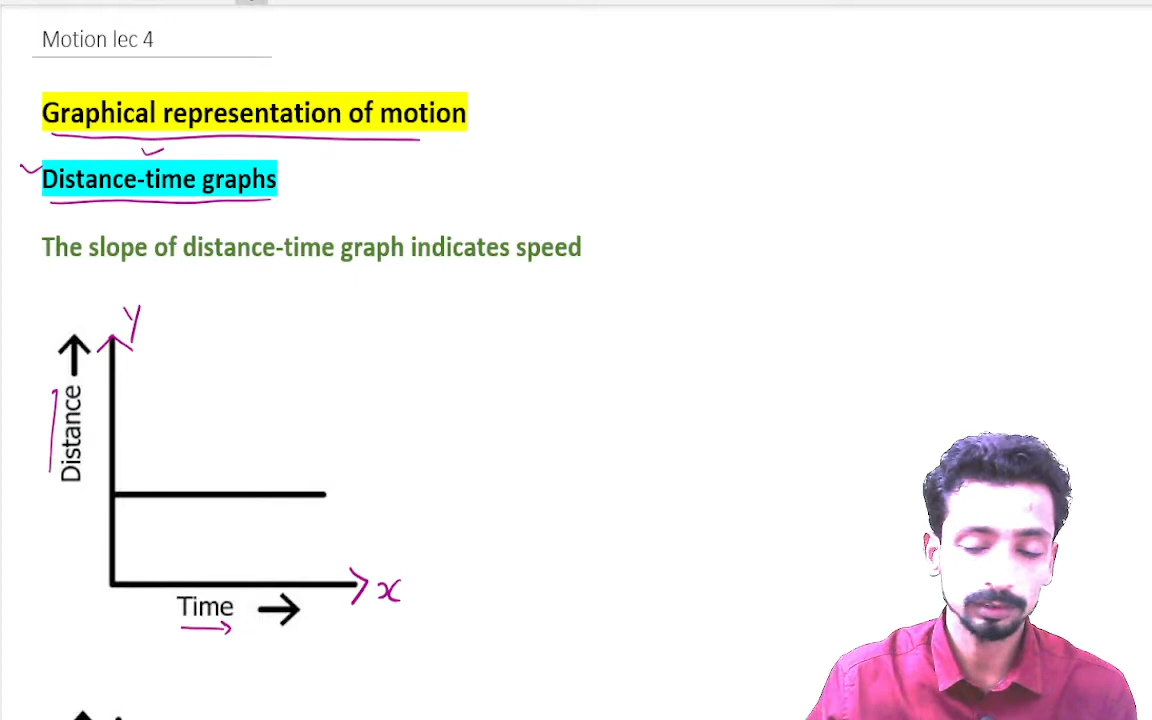 Motion lec 4
Graphical representation of motion
Distance-time graphs
The slope of distance-time graph indicates speed
y
Distance
x
Time